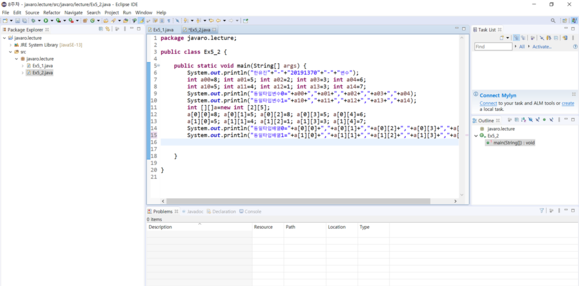 javaro.lecture/src/javaro/lecture/Ex5_2.java - Eclipse IDE
File Edit Source Refactor Navigate Search Project Run Window Help
Package Explorer
javaro.lecture
JRE System Library [JavaSE-13]
src
javaro.lecture
Ex5_1.java
Ex5_2.java
Ex5_1.java *Ex5_2.java
1 package javaro.lecture;
2
3 public class Ex5_2 {
4
5 public static void main(String[] args) {
6 System.out.println("한유진"+"-"+"20191370"+"-"+"변수");
7 int a00=8; int a01=5; int a02=2; int a03=3; int a04=6;
8 int a10=5; int a11=4; int a12=1; int a13=3; int a14=7;
9 System.out.println("동일타입변수0="+a00+","+a01+","+a02+","+a03+","+a04);
10 System.out.println("동일타입변수1="+a10+","+a11+","+a12+","+a13+","+a14);
11 int [][]a=new int [2][5];
12 a[0][0]=8; a[0][1]=5; a[0][2]=8; a[0][3]=5; a[0][4]=6;
13 a[1][0]=5; a[1][1]=4; a[1][2]=1; a[1][3]=3; a[1][4]=7;
14 System.out.println("동일타입배열0="+a[0][0]+","+a[0][1]+","+a[0][2]+","+a[0][3]+","+a[
15 System.out.println("동일타입배열1="+a[1][0]+","+a[1][1]+","+a[1][2]+","+a[1][3]+","+a[
16
17
18 }
19
20 }
21
Task List
Find All Activate...
Connect Mylyn
Connect to your task and ALM tools or create a local task.
Outline
javaro.lecture
Ex5_2
main(String[]) : void
Problems Javadoc Declaration Console
0 items
Description Resource Path Location Type